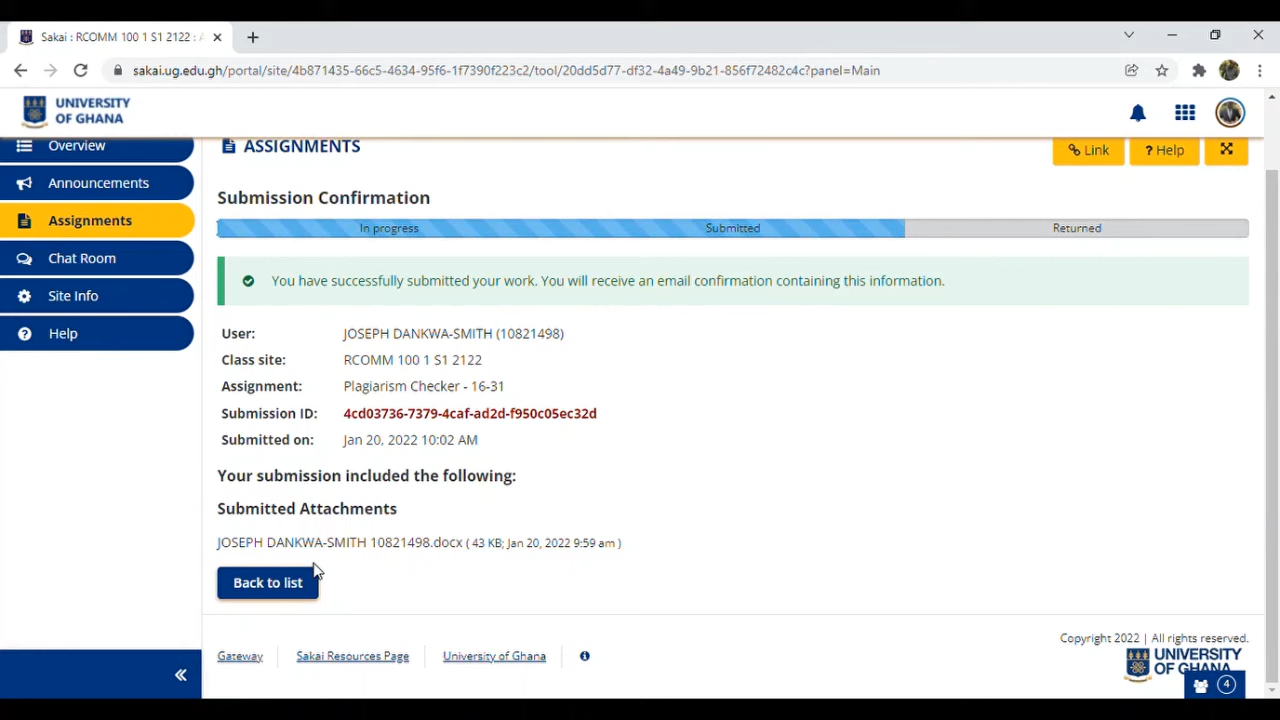 Sakai : RCOMM 100 1 S1 2122 : A
sakai.ug.edu.gh/portal/site/4b871435-66c5-4634-95f6-1f7390f223c2/tool/20dd5d77-df32-4a49-9b21-856f72482c4c?panel=Main
UNIVERSITY
OF GHANA
Overview
Announcements
Assignments
Chat Room
Site Info
Help
ASSIGNMENTS
Link
? Help
Submission Confirmation
In progress
Submitted
Returned
You have successfully submitted your work. You will receive an email confirmation containing this information.
User: JOSEPH DANKWA-SMITH (10821498)
Class site: RCOMM 100 1 S1 2122
Assignment: Plagiarism Checker - 16-31
Submission ID: 4cd03736-7379-4caf-ad2d-f950c05ec32d
Submitted on: Jan 20, 2022 10:02 AM
Your submission included the following:
Submitted Attachments
JOSEPH DANKWA-SMITH 10821498.docx ( 43 KB; Jan 20, 2022 9:59 am )
Back to list
Gateway
Sakai Resources Page
University of Ghana
Copyright 2022 | All rights reserved.
UNIVERSITY
OF GHANA
4